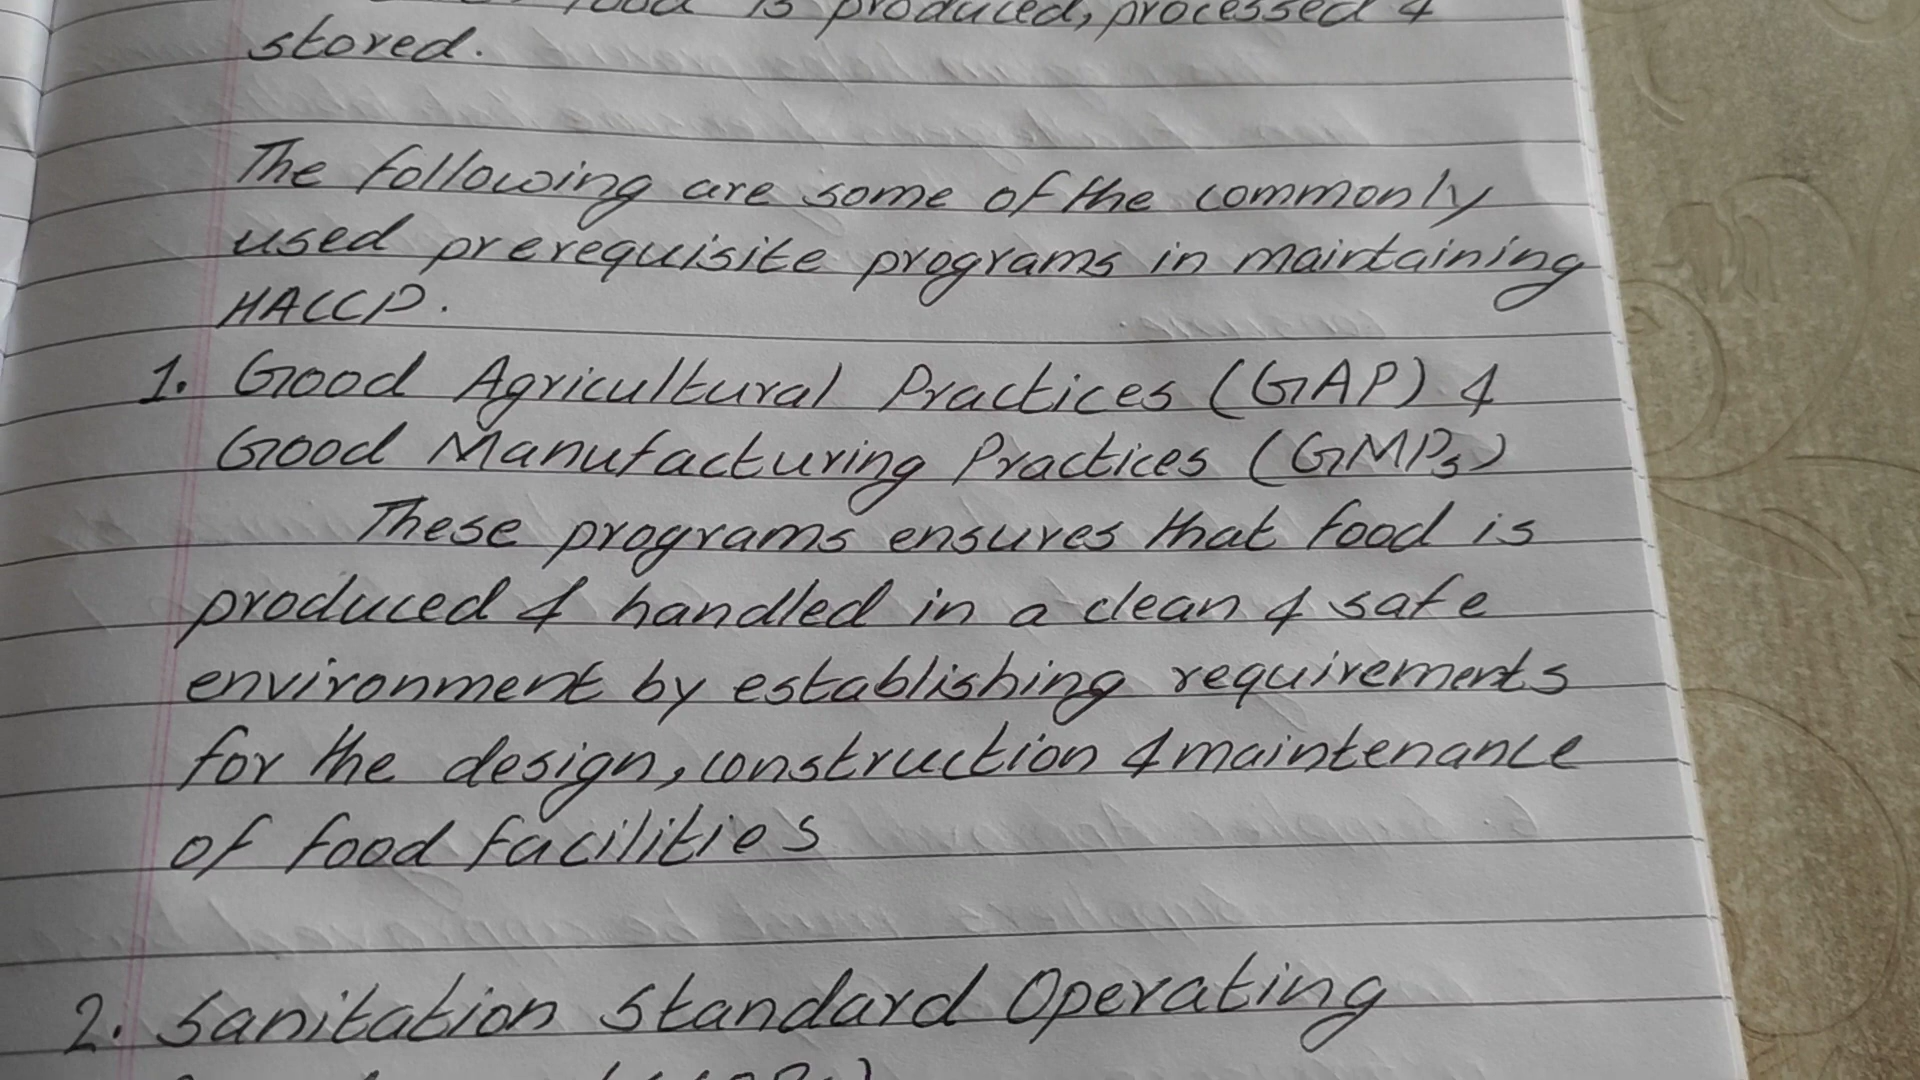 food is produced, processed &
stored.
The following are some of the commonly
used prerequisite programs in maintaining
HACCP.
1. Good Agricultural Practices (GAP) &
Good Manufacturing Practices (GMPs)
These programs ensures that food is
produced & handled in a clean & safe
environment by establishing requirements
for the design, construction & maintenance
of food facilities
2. Sanitation Standard Operating